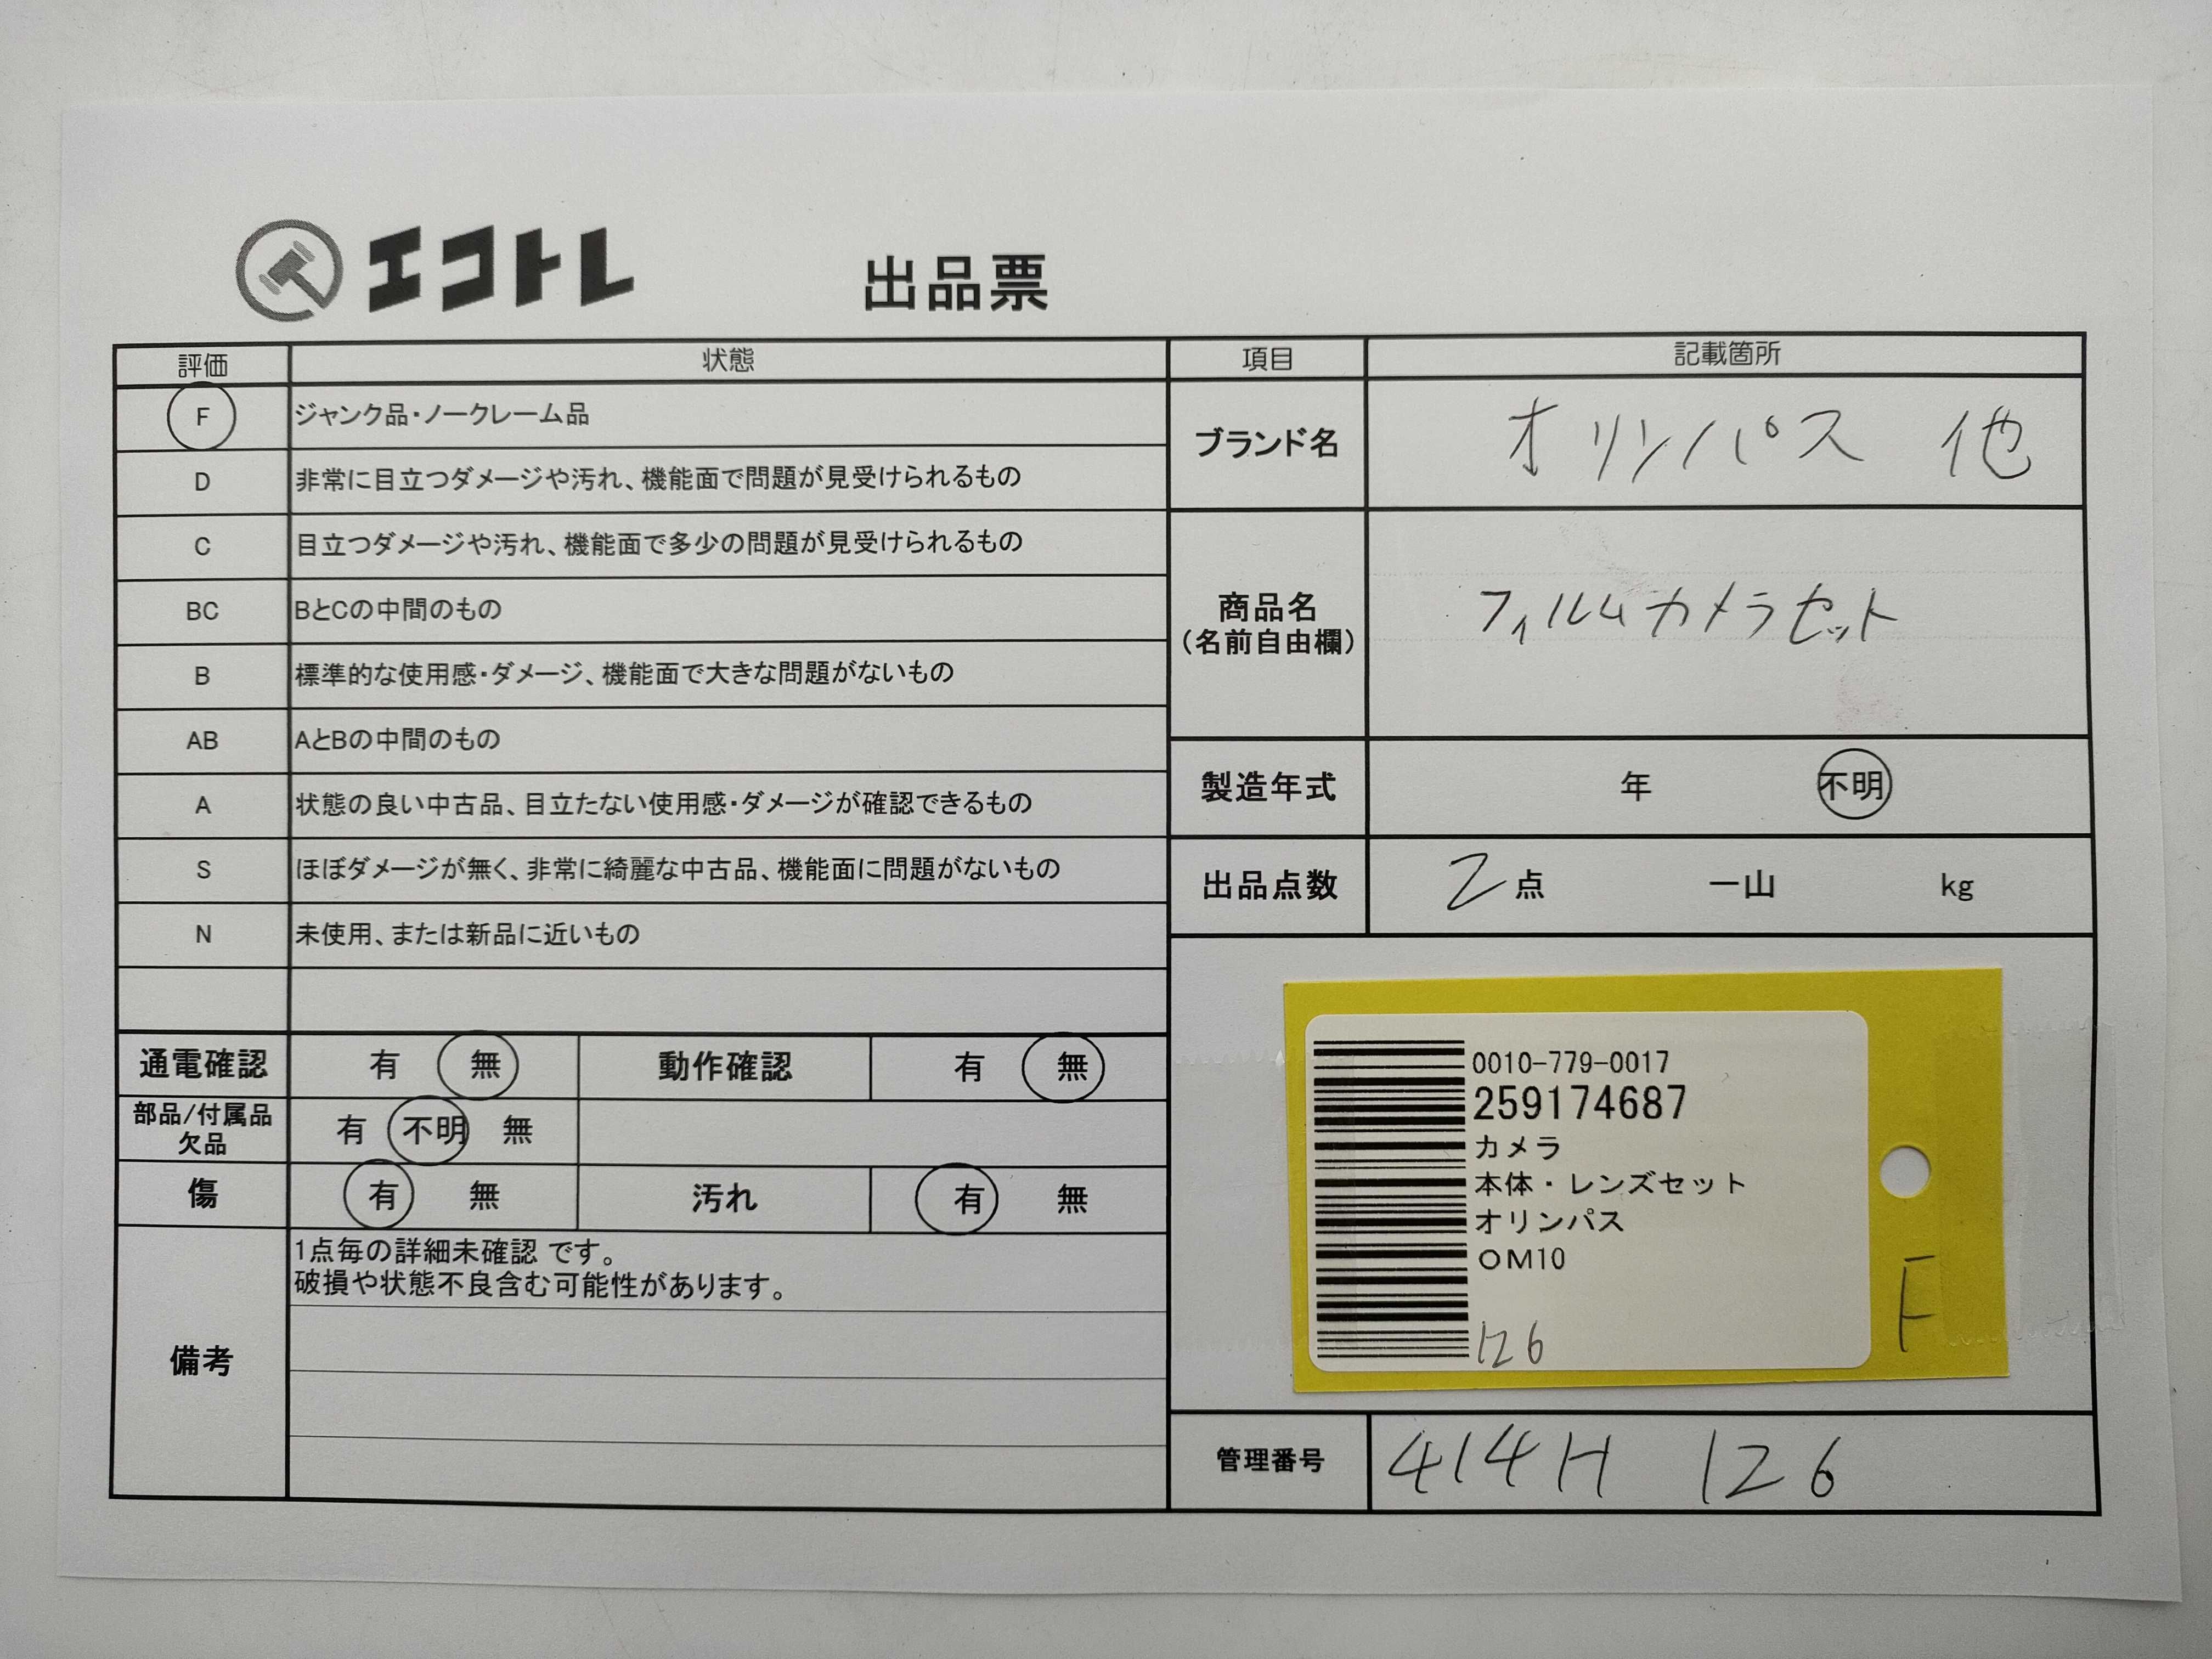 エコトレ
出品票
評価 状態
F ジャンク品・ノークレーム品
D 非常に目立つダメージや汚れ、機能面で問題が見受けられるもの
C 目立つダメージや汚れ、機能面で多少の問題が見受けられるもの
BC BとCの中間のもの
B 標準的な使用感・ダメージ、機能面で大きな問題がないもの
AB AとBの中間のもの
A 状態の良い中古品、目立たない使用感・ダメージが確認できるもの
S ほぼダメージが無く、非常に綺麗な中古品、機能面に問題がないもの
N 未使用、または新品に近いもの
通電確認 有 無 動作確認 有 無
部品/付属品
欠品 有 不明 無
傷 有 無 汚れ 有 無
備考
1点毎の詳細未確認 です。
破損や状態不良含む可能性があります。
項目 記載箇所
ブランド名 オリンパス 他
商品名
(名前自由欄)
フィルムカメラセット
製造年式 年 不明
出品点数 2点 一山 kg
0010-779-0017
259174687
カメラ
本体・レンズセット
オリンパス
OM10
126
F
管理番号 414H 126